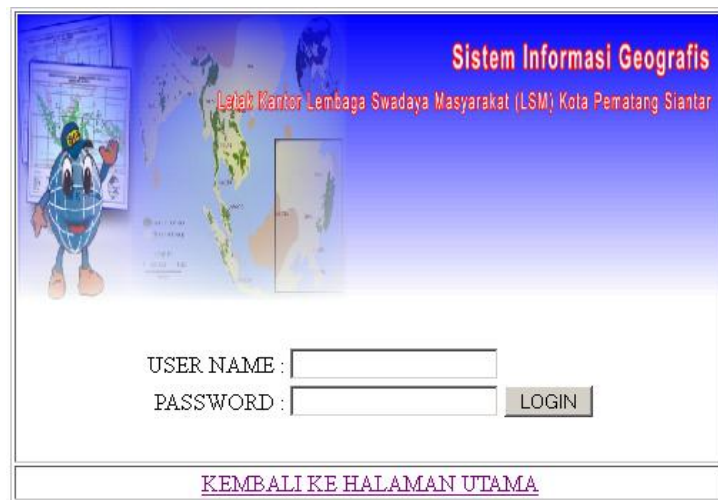 Sistem Informasi Geografis
Letak Kantor Lembaga Swadaya Masyarakat (LSM) Kota Pematang Siantar
USER NAME :
PASSWORD :
LOGIN
KEMBALI KE HALAMAN UTAMA